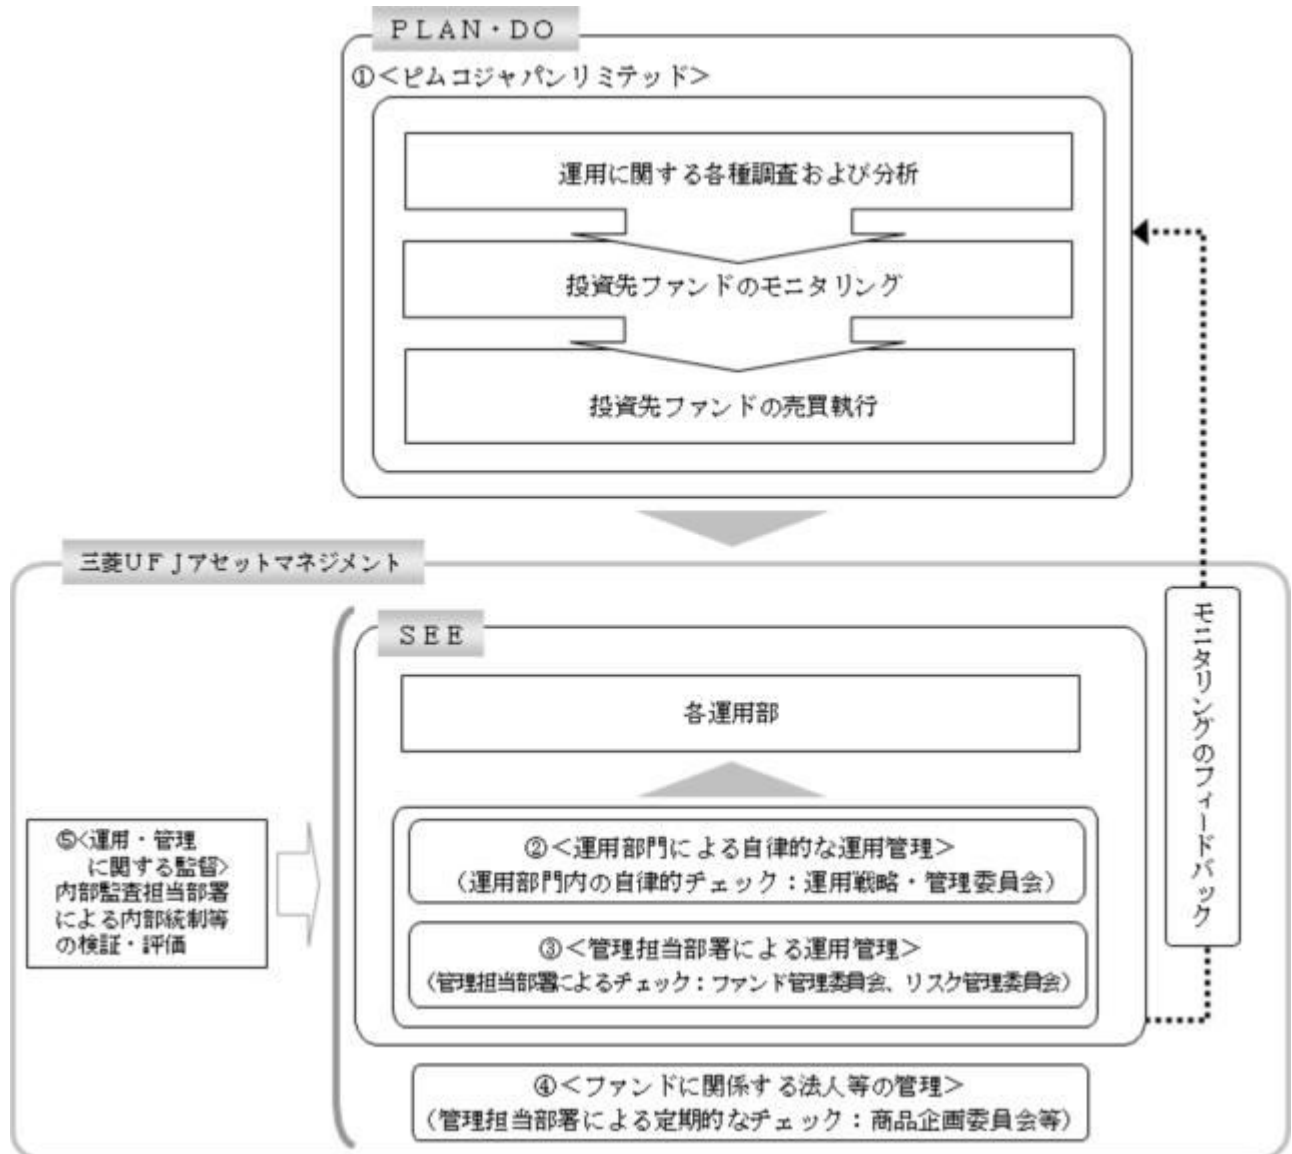 ＰＬＡＮ・ＤＯ
①＜ピムコジャパンリミテッド＞
運用に関する各種調査および分析
投資先ファンドのモニタリング
投資先ファンドの売買執行
三菱ＵＦＪアセットマネジメント
ＳＥＥ
各運用部
②＜運用部門による自律的な運用管理＞
（運用部門内の自律的チェック：運用戦略・管理委員会）
③＜管理担当部署による運用管理＞
（管理担当部署によるチェック：ファンド管理委員会、リスク管理委員会）
④＜ファンドに関係する法人等の管理＞
（管理担当部署による定期的なチェック：商品企画委員会等）
⑤＜運用・管理
に関する監督＞
内部監査担当部署
による内部統制等
の検証・評価
モニタリングのフィードバック